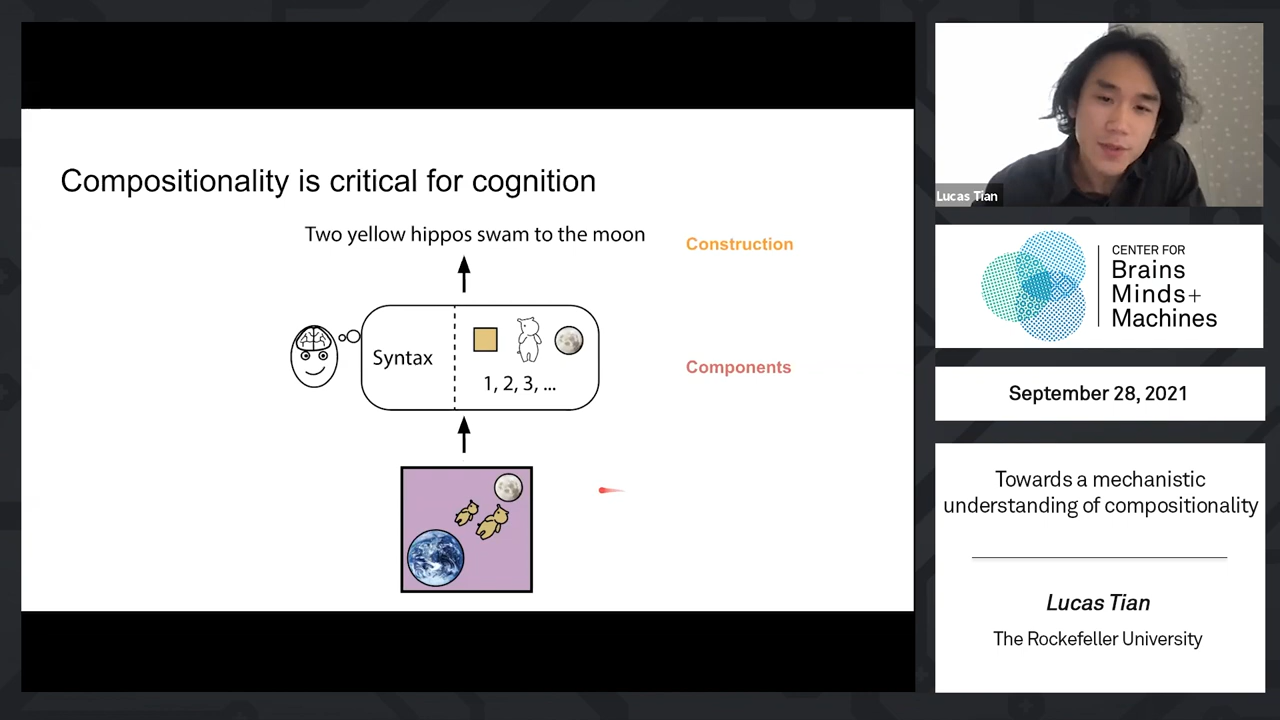 Compositionality is critical for cognition
Two yellow hippos swam to the moon
Construction
Syntax
1, 2, 3, ...
Components
Lucas Tian
CENTER FOR
Brains
Minds+
Machines
September 28, 2021
Towards a mechanistic
understanding of compositionality
Lucas Tian
The Rockefeller University